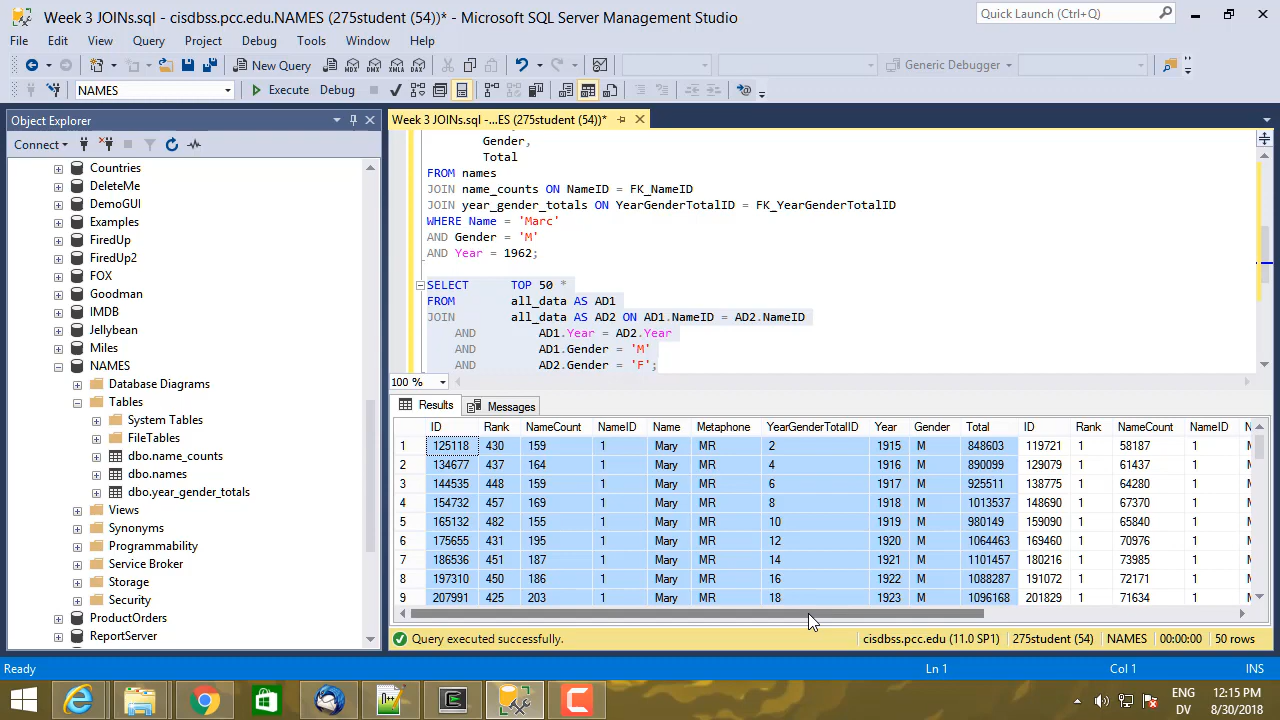 Week 3 JOINs.sql - cisdbss.pcc.edu.NAMES (275student (54))* - Microsoft SQL Server Management Studio
Quick Launch (Ctrl+Q)
File Edit View Query Project Debug Tools Window Help
New Query MDX DMX XMLA DAX Generic Debugger
NAMES Execute Debug
Object Explorer
Connect
Countries
DeleteMe
DemoGUI
Examples
FiredUp
FiredUp2
FOX
Goodman
IMDB
Jellybean
Miles
NAMES
Database Diagrams
Tables
System Tables
FileTables
dbo.name_counts
dbo.names
dbo.year_gender_totals
Views
Synonyms
Programmability
Service Broker
Storage
Security
ProductOrders
ReportServer
Week 3 JOINs.sql -...ES (275student (54))*
Gender,
Total
FROM names
JOIN name_counts ON NameID = FK_NameID
JOIN year_gender_totals ON YearGenderTotalID = FK_YearGenderTotalID
WHERE Name = 'Marc'
AND Gender = 'M'
AND Year = 1962;
SELECT TOP 50 *
FROM all_data AS AD1
JOIN all_data AS AD2 ON AD1.NameID = AD2.NameID
AND AD1.Year = AD2.Year
AND AD1.Gender = 'M'
AND AD2.Gender = 'F';
100 %
Results Messages
ID Rank NameCount NameID Name Metaphone YearGenderTotalID Year Gender Total ID Rank NameCount NameID
1 125118 430 159 1 Mary MR 2 1915 M 848603 119721 1 58187 1
2 134677 437 164 1 Mary MR 4 1916 M 890099 129079 1 61437 1
3 144535 448 159 1 Mary MR 6 1917 M 925511 138775 1 64280 1
4 154732 457 169 1 Mary MR 8 1918 M 1013537 148690 1 67370 1
5 165132 482 155 1 Mary MR 10 1919 M 980149 159090 1 65840 1
6 175655 431 195 1 Mary MR 12 1920 M 1064463 169460 1 70976 1
7 186536 451 187 1 Mary MR 14 1921 M 1101457 180216 1 73985 1
8 197310 450 186 1 Mary MR 16 1922 M 1088287 191072 1 72171 1
9 207991 425 203 1 Mary MR 18 1923 M 1096168 201829 1 71634 1
Query executed successfully. cisdbss.pcc.edu (11.0 SP1) 275student (54) NAMES 00:00:00 50 rows
Ready Ln 1 Col 1 INS
ENG 12:15 PM
DV 8/30/2018